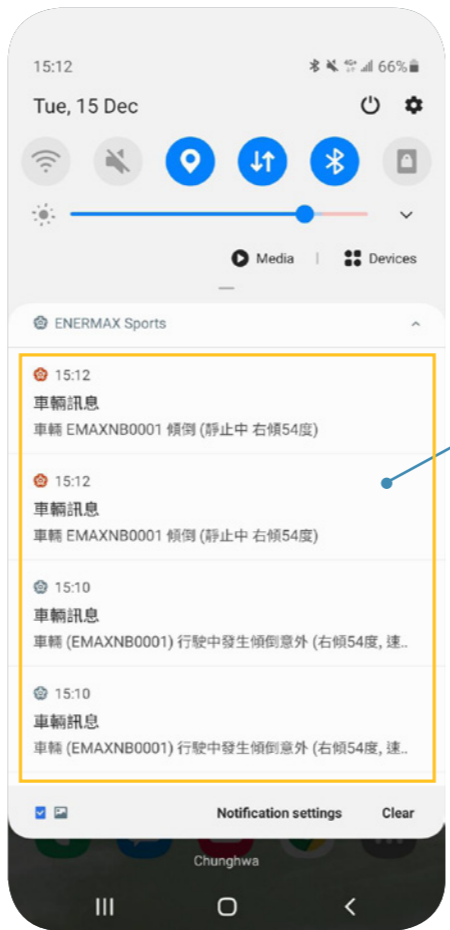 15:12
66%
Tue, 15 Dec
Media | Devices
ENERMAX Sports
15:12
車輛訊息
車輛 EMAXNB0001 傾倒 (靜止中 右傾54度)
15:12
車輛訊息
車輛 EMAXNB0001 傾倒 (靜止中 右傾54度)
15:10
車輛訊息
車輛 (EMAXNB0001) 行駛中發生傾倒意外 (右傾54度, 速..
15:10
車輛訊息
車輛 (EMAXNB0001) 行駛中發生傾倒意外 (右傾54度, 速..
Notification settings Clear
Chunghwa